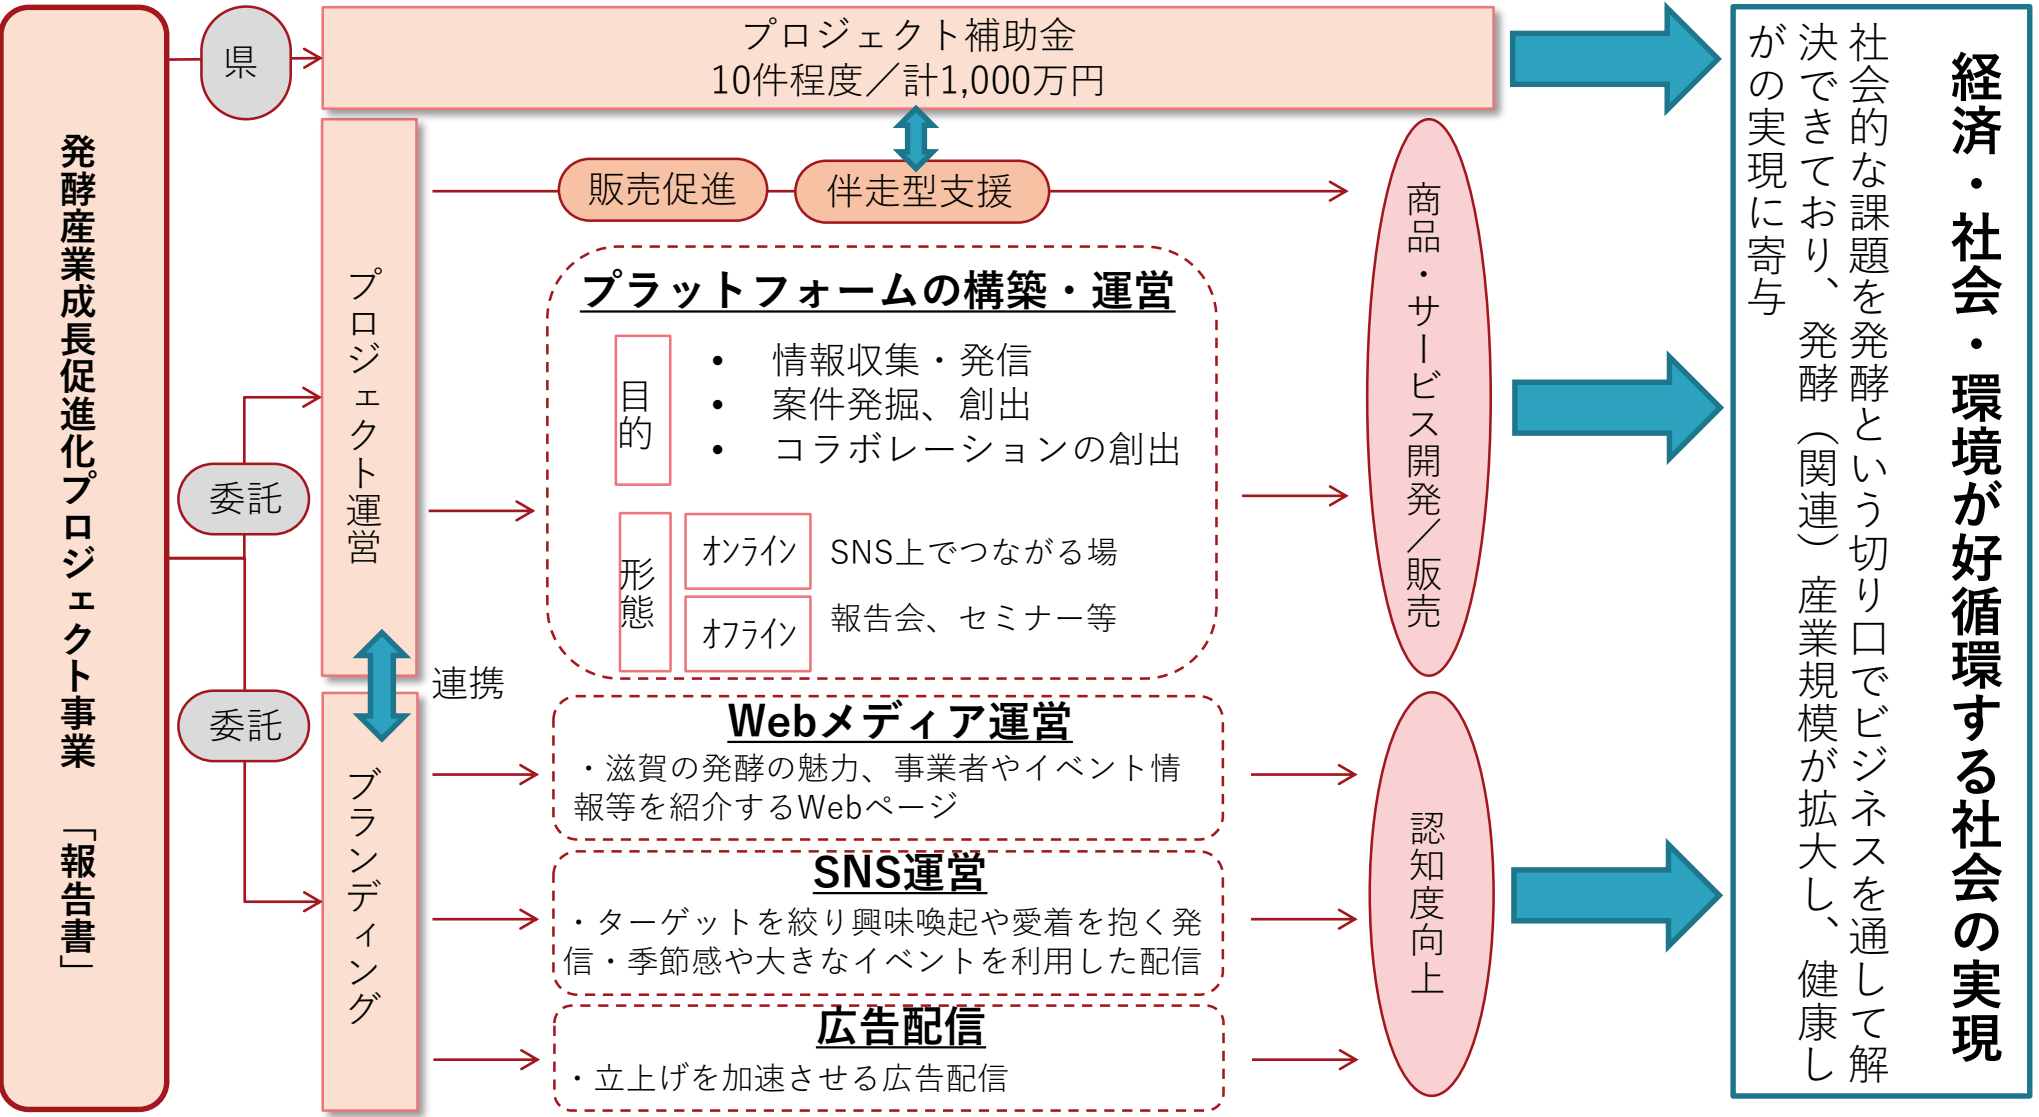 発酵産業成長促進化プロジェクト事業 「報告書」
県
プロジェクト補助金
10件程度／計1,000万円
委託
委託
プロジェクト運営
連携
ブランディング
販売促進
伴走型支援
プラットフォームの構築・運営
目的
• 情報収集・発信
• 案件発掘、創出
• コラボレーションの創出
形態
ｵﾝﾗｲﾝ
SNS上でつながる場
ｵﾌﾗｲﾝ
報告会、セミナー等
Webメディア運営
・滋賀の発酵の魅力、事業者やイベント情
報等を紹介するWebページ
SNS運営
・ターゲットを絞り興味喚起や愛着を抱く発
信・季節感や大きなイベントを利用した配信
広告配信
・立上げを加速させる広告配信
商品・サービス開発／販売
認知度向上
経済・社会・環境が好循環する社会の実現
社会的な課題を発酵という切り口でビジネスを通して解
決できており、発酵（関連）産業規模が拡大し、健康し
がの実現に寄与